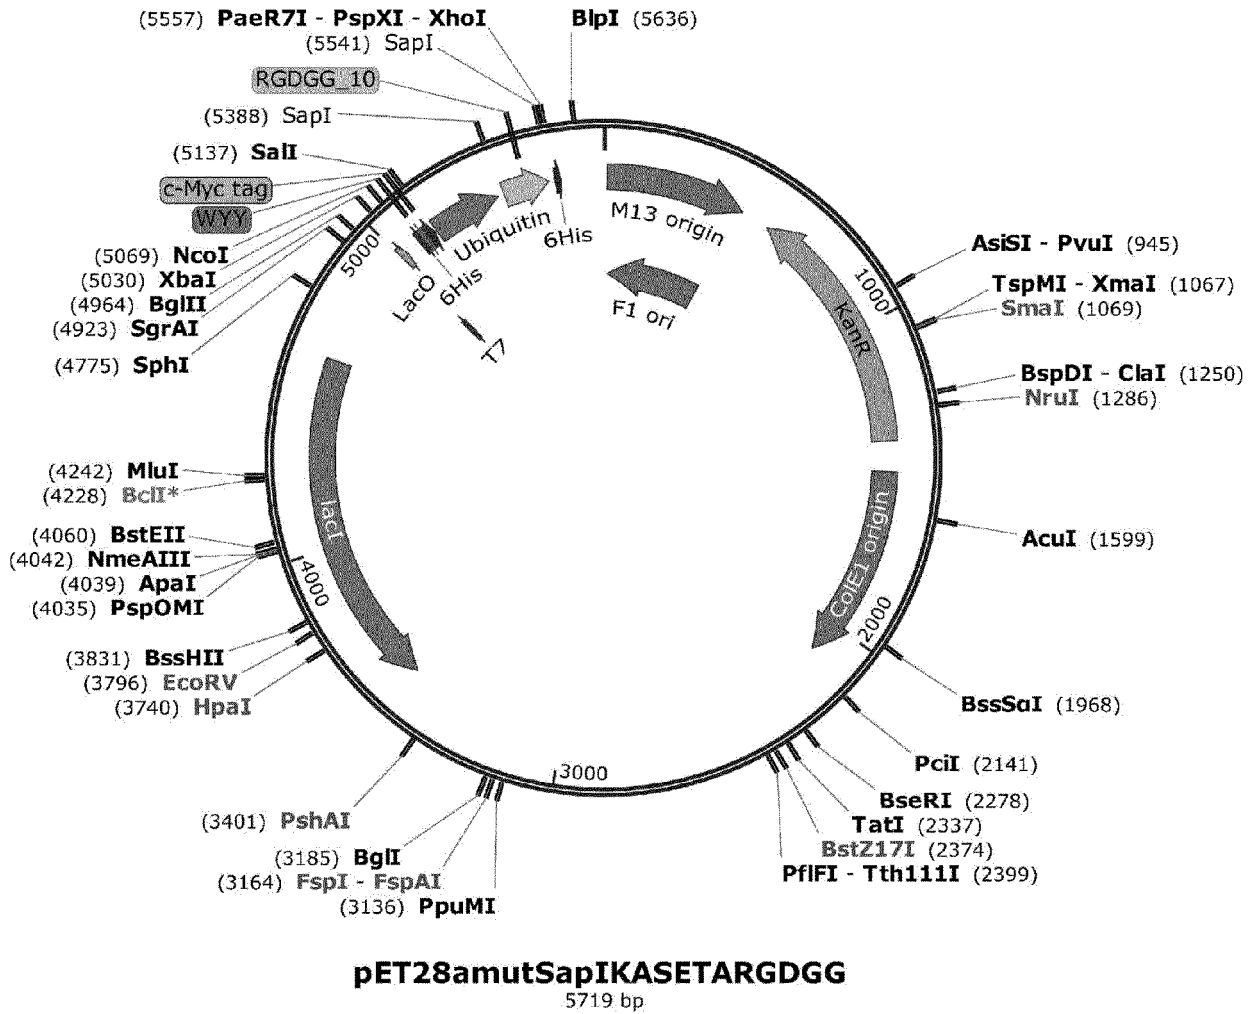 (5557) PaeR7I - PspXI - XhoI
BlpI (5636)
(5541) SapI
RGDGG_10
(5388) SapI
(5137) SalI
c-Myc tag
WYY
(5069) NcoI
(5030) XbaI
(4964) BglII
(4923) SgrAI
(4775) SphI
(4242) MluI
(4228) BclI*
(4060) BstEII
(4042) NmeAIII
(4039) ApaI
(4035) PspOMI
(3831) BssHII
(3796) EcoRV
(3740) HpaI
(3401) PshAI
(3185) BglI
(3164) FspI - FspAI
(3136) PpuMI
AsiSI - PvuI (945)
TspMI - XmaI (1067)
SmaI (1069)
BspDI - ClaI (1250)
NruI (1286)
AcuI (1599)
BssSαI (1968)
PciI (2141)
BseRI (2278)
TatI (2337)
BstZ17I (2374)
PflFI - Tth111I (2399)
M13 origin
F1 ori
KanR
ColE1 origin
lacI
LacO
6His
T7
Ubiquitin
6His
1000
2000
3000
4000
5000
pET28amutSapIKASETARGDGG
5719 bp